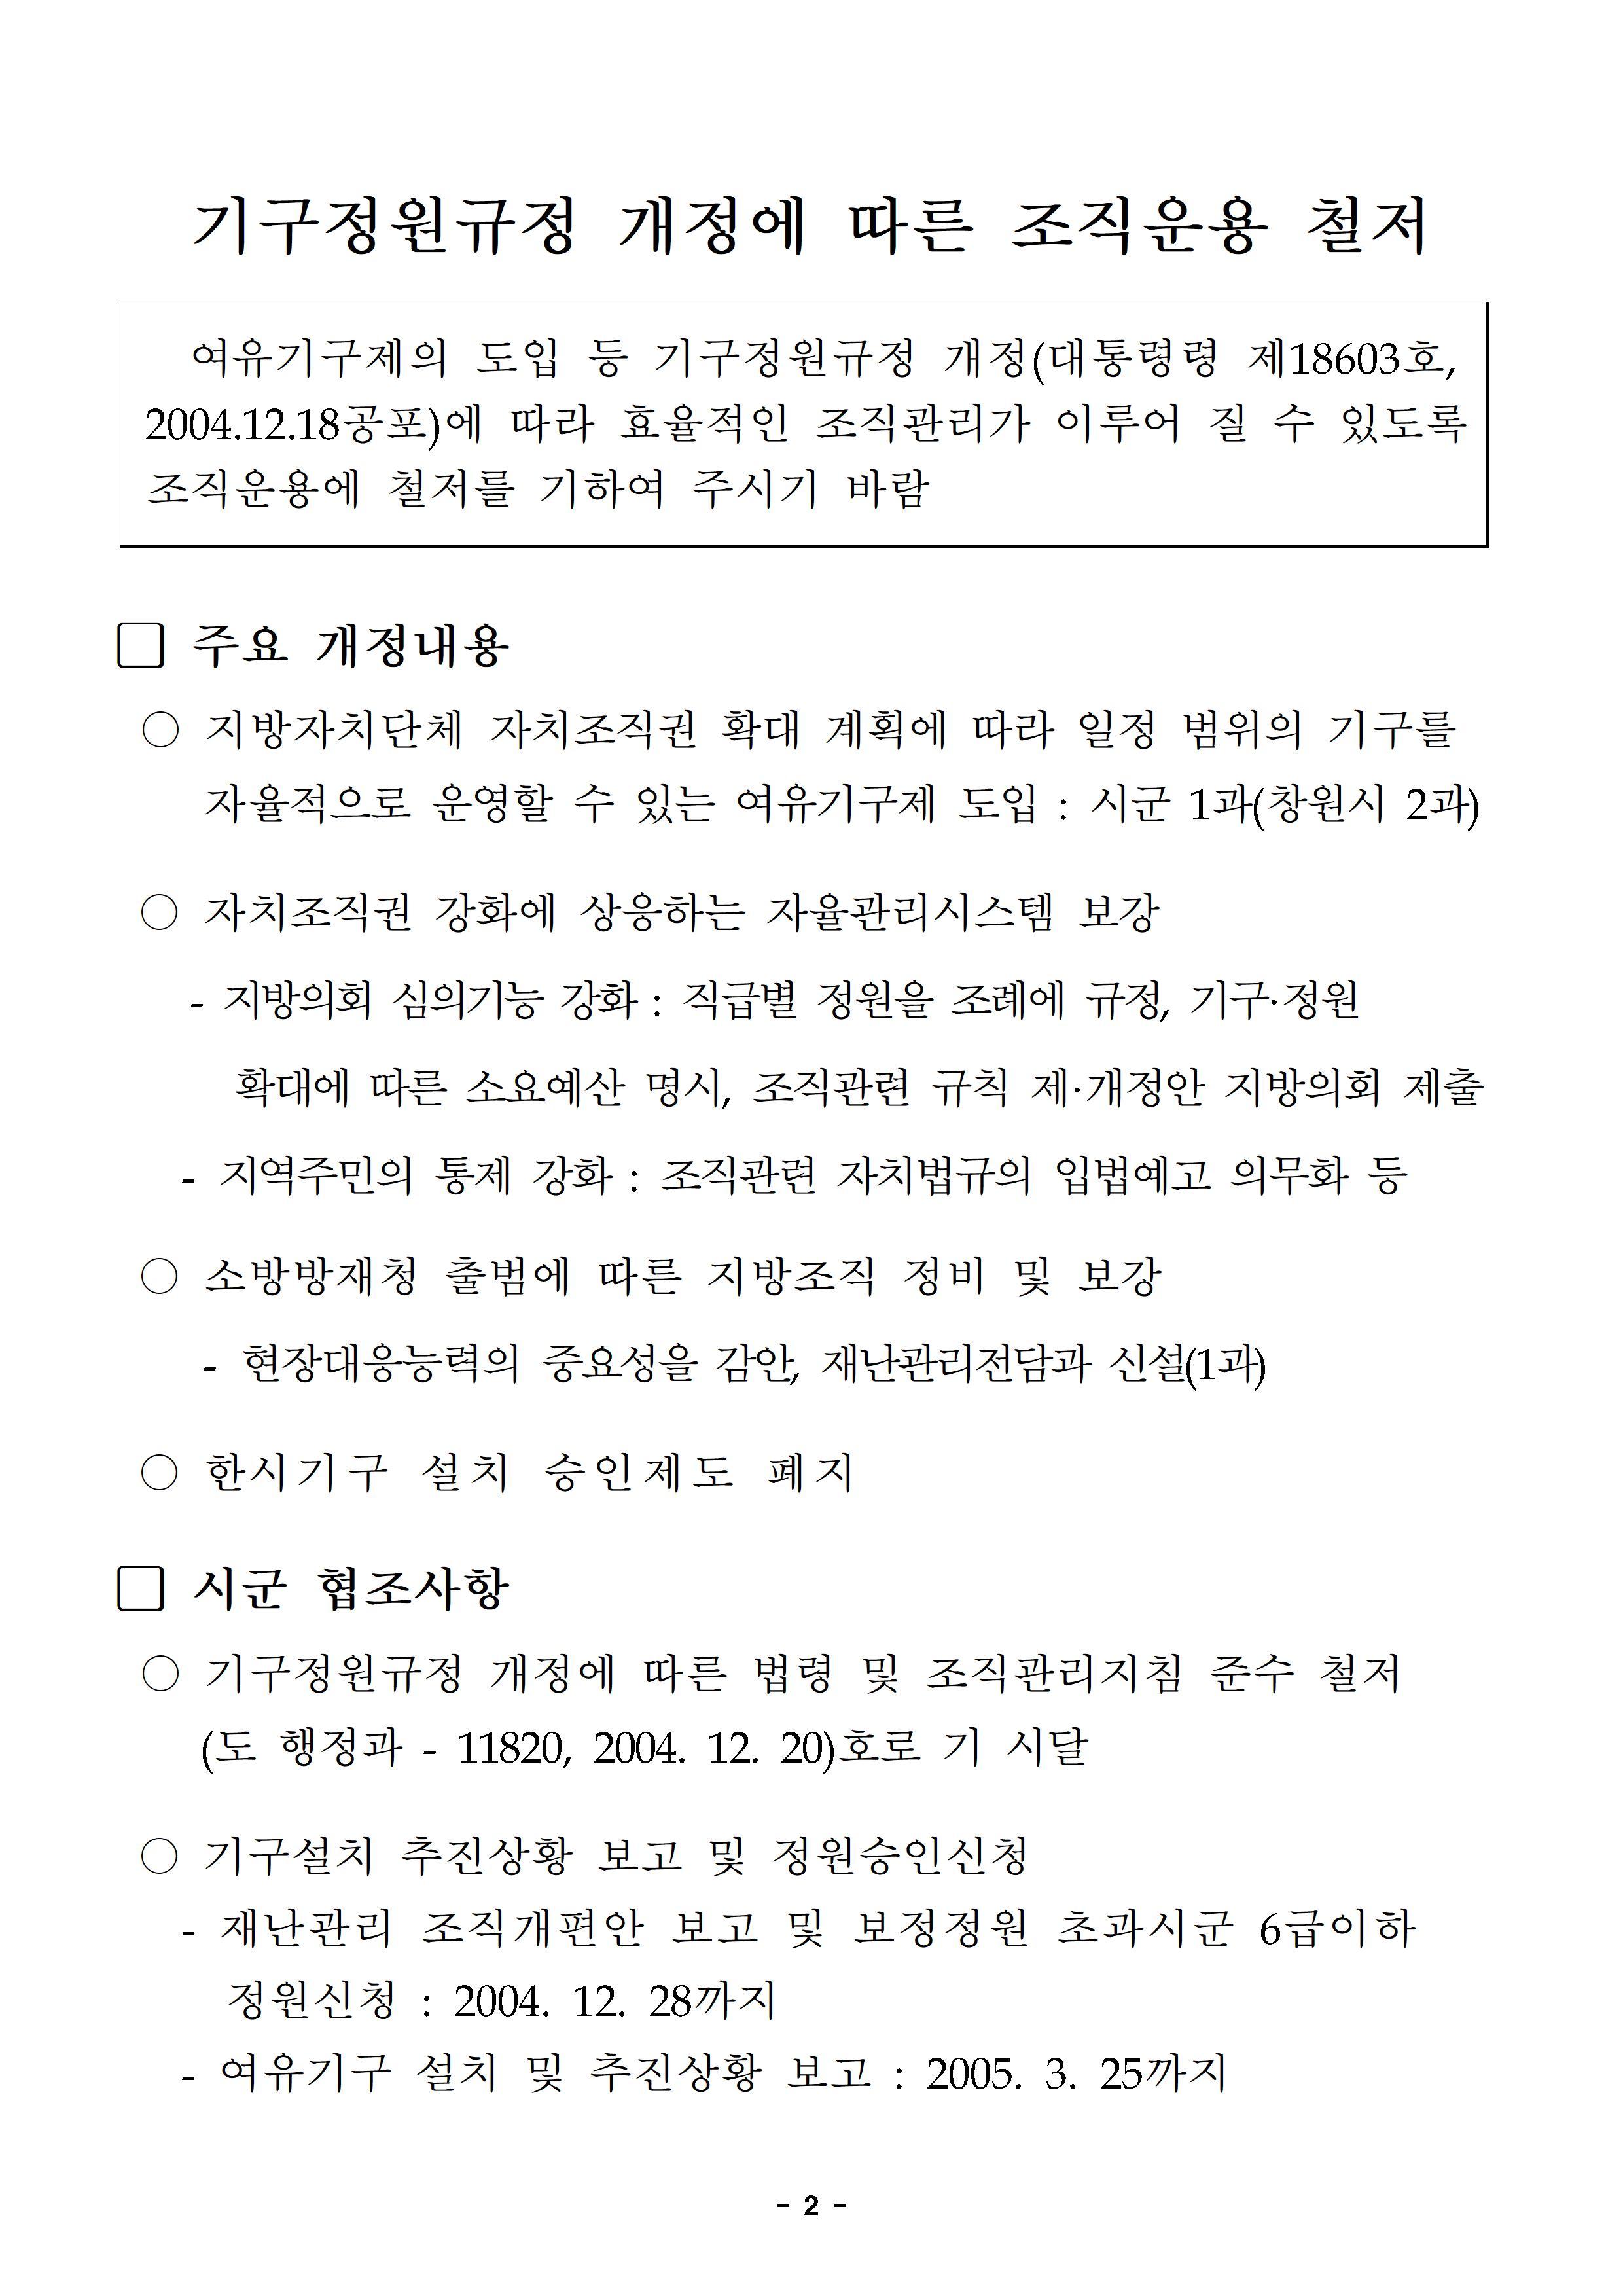 기구정원규정 개정에 따른 조직운용 철저
여유기구제의 도입 등 기구정원규정 개정(대통령령 제18603호,
2004.12.18공포)에 따라 효율적인 조직관리가 이루어 질 수 있도록
조직운용에 철저를 기하여 주시기 바람
□ 주요 개정내용
○ 지방자치단체 자치조직권 확대 계획에 따라 일정 범위의 기구를
자율적으로 운영할 수 있는 여유기구제 도입 : 시군 1과(창원시 2과)
○ 자치조직권 강화에 상응하는 자율관리시스템 보강
- 지방의회 심의기능 강화 : 직급별 정원을 조례에 규정, 기구·정원
확대에 따른 소요예산 명시, 조직관련 규칙 제·개정안 지방의회 제출
- 지역주민의 통제 강화 : 조직관련 자치법규의 입법예고 의무화 등
○ 소방방재청 출범에 따른 지방조직 정비 및 보강
- 현장대응능력의 중요성을 감안, 재난관리전담과 신설(1과)
○ 한시기구 설치 승인제도 폐지
□ 시군 협조사항
○ 기구정원규정 개정에 따른 법령 및 조직관리지침 준수 철저
(도 행정과 - 11820, 2004. 12. 20)호로 기 시달
○ 기구설치 추진상황 보고 및 정원승인신청
- 재난관리 조직개편안 보고 및 보정정원 초과시군 6급이하
정원신청 : 2004. 12. 28까지
- 여유기구 설치 및 추진상황 보고 : 2005. 3. 25까지
- 2 -